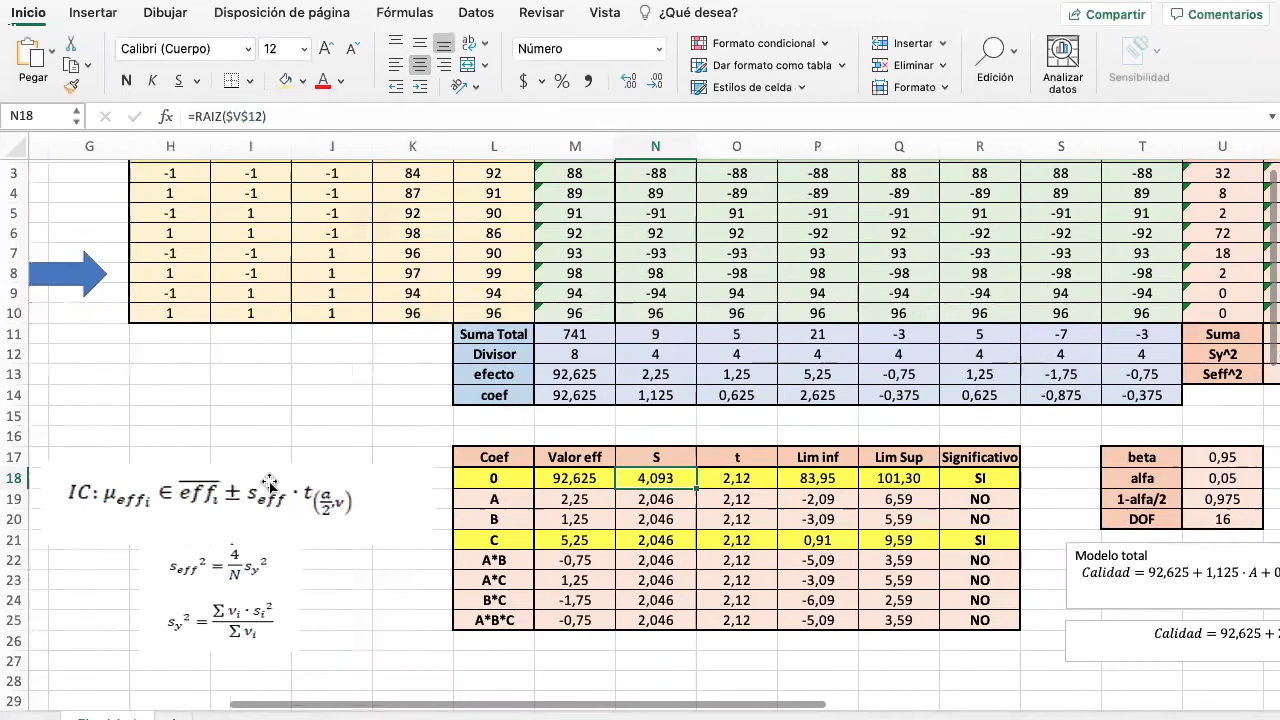 Inicio Insertar Dibujar Disposición de página Fórmulas Datos Revisar Vista ¿Qué desea? Compartir Comentarios
Pegar Calibri (Cuerpo) 12 A A ab Número Formato condicional Insertar
Dar formato como tabla Eliminar Edición Analizar datos Sensibilidad
N K S A $ % Estilos de celda Formato
N18 fx =RAIZ($V$12)
G H I J K L M N O P Q R S T U
3 -1 -1 -1 84 92 88 -88 -88 -88 88 88 88 -88 32
4 1 -1 -1 87 91 89 89 -89 -89 -89 -89 89 89 8
5 -1 1 -1 92 90 91 -91 91 -91 -91 91 -91 91 2
6 1 1 -1 98 86 92 92 92 -92 92 -92 -92 -92 72
7 -1 -1 1 96 90 93 -93 -93 93 93 -93 -93 93 18
8 1 -1 1 97 99 98 98 -98 98 -98 98 -98 -98 2
9 -1 1 1 94 94 94 -94 94 94 -94 -94 94 -94 0
10 1 1 1 96 96 96 96 96 96 96 96 96 96 0
11 Suma Total 741 9 5 21 -3 5 -7 -3 Suma
12 Divisor 8 4 4 4 4 4 4 4 Sy^2
13 efecto 92,625 2,25 1,25 5,25 -0,75 1,25 -1,75 -0,75 Seff^2
14 coef 92,625 1,125 0,625 2,625 -0,375 0,625 -0,875 -0,375
15
16
17 Coef Valor eff S t Lim inf Lim Sup Significativo beta 0,95
18 0 92,625 4,093 2,12 83,95 101,30 SI alfa 0,05
19 A 2,25 2,046 2,12 -2,09 6,59 NO 1-alfa/2 0,975
20 B 1,25 2,046 2,12 -3,09 5,59 NO DOF 16
21 C 5,25 2,046 2,12 0,91 9,59 SI
22 A*B -0,75 2,046 2,12 -5,09 3,59 NO
23 A*C 1,25 2,046 2,12 -3,09 5,59 NO
24 B*C -1,75 2,046 2,12 -6,09 2,59 NO
25 A*B*C -0,75 2,046 2,12 -5,09 3,59 NO
26
27
28
29
IC: μ_eff_i ∈ eff_i ± s_eff · t_(α/2,ν)
s_eff² = 4/N s_y²
s_y² = Σ ν_i · s_i² / Σ ν_i
Modelo total
Calidad = 92,625 + 1,125 · A + 0
Calidad = 92,625 + 2